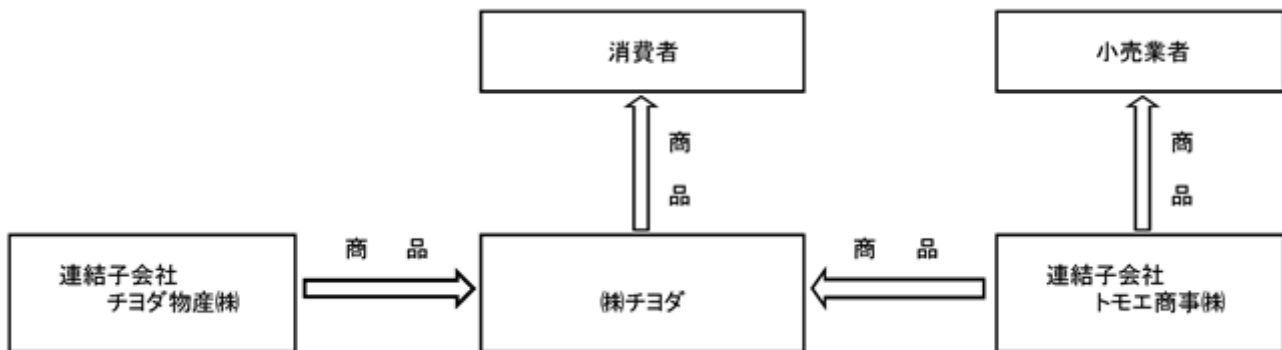 消費者
小売業者
商
品
商
品
商 品
商 品
連結子会社
チヨダ物産㈱
㈱チヨダ
連結子会社
トモエ商事㈱